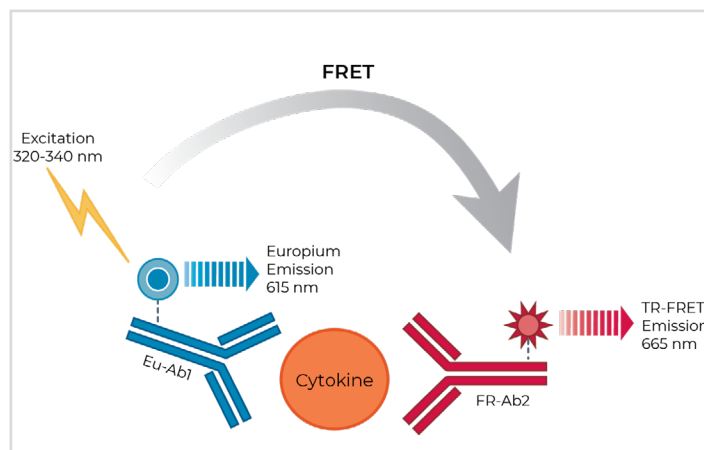 FRET
Excitation
320-340 nm
Europium
Emission
615 nm
TR-FRET
Emission
665 nm
Eu-Ab1
Cytokine
FR-Ab2